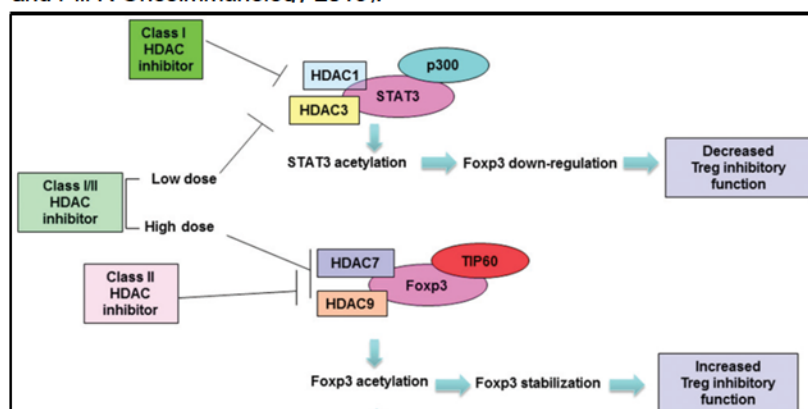 Class I
HDAC
inhibitor
HDAC1
p300
STAT3
HDAC3
STAT3 acetylation
Foxp3 down-regulation
Decreased
Treg inhibitory
function
Class I/II
HDAC
inhibitor
Low dose
High dose
Class II
HDAC
inhibitor
HDAC7
TIP60
Foxp3
HDAC9
Foxp3 acetylation
Foxp3 stabilization
Increased
Treg inhibitory
function